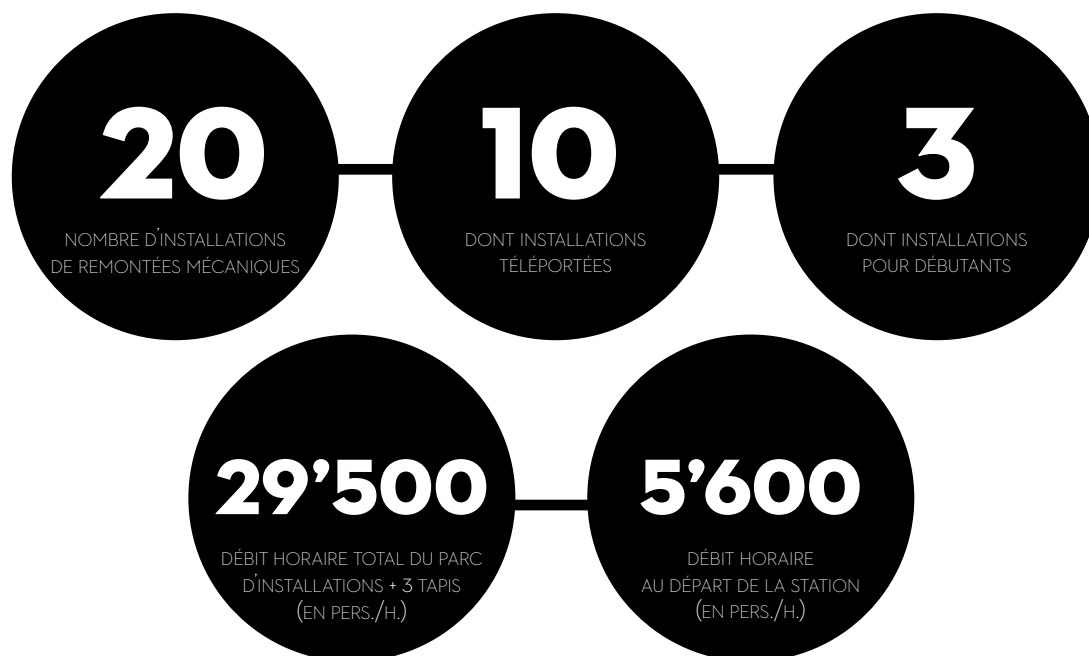 20
NOMBRE D'INSTALLATIONS
DE REMONTÉES MÉCANIQUES
10
DONT INSTALLATIONS
TÉLÉPORTÉES
3
DONT INSTALLATIONS
POUR DÉBUTANTS
29’500
DÉBIT HORAIRE TOTAL DU PARC
D'INSTALLATIONS + 3 TAPIS
(EN PERS./H.)
5’600
DÉBIT HORAIRE
AU DÉPART DE LA STATION
(EN PERS./H.)